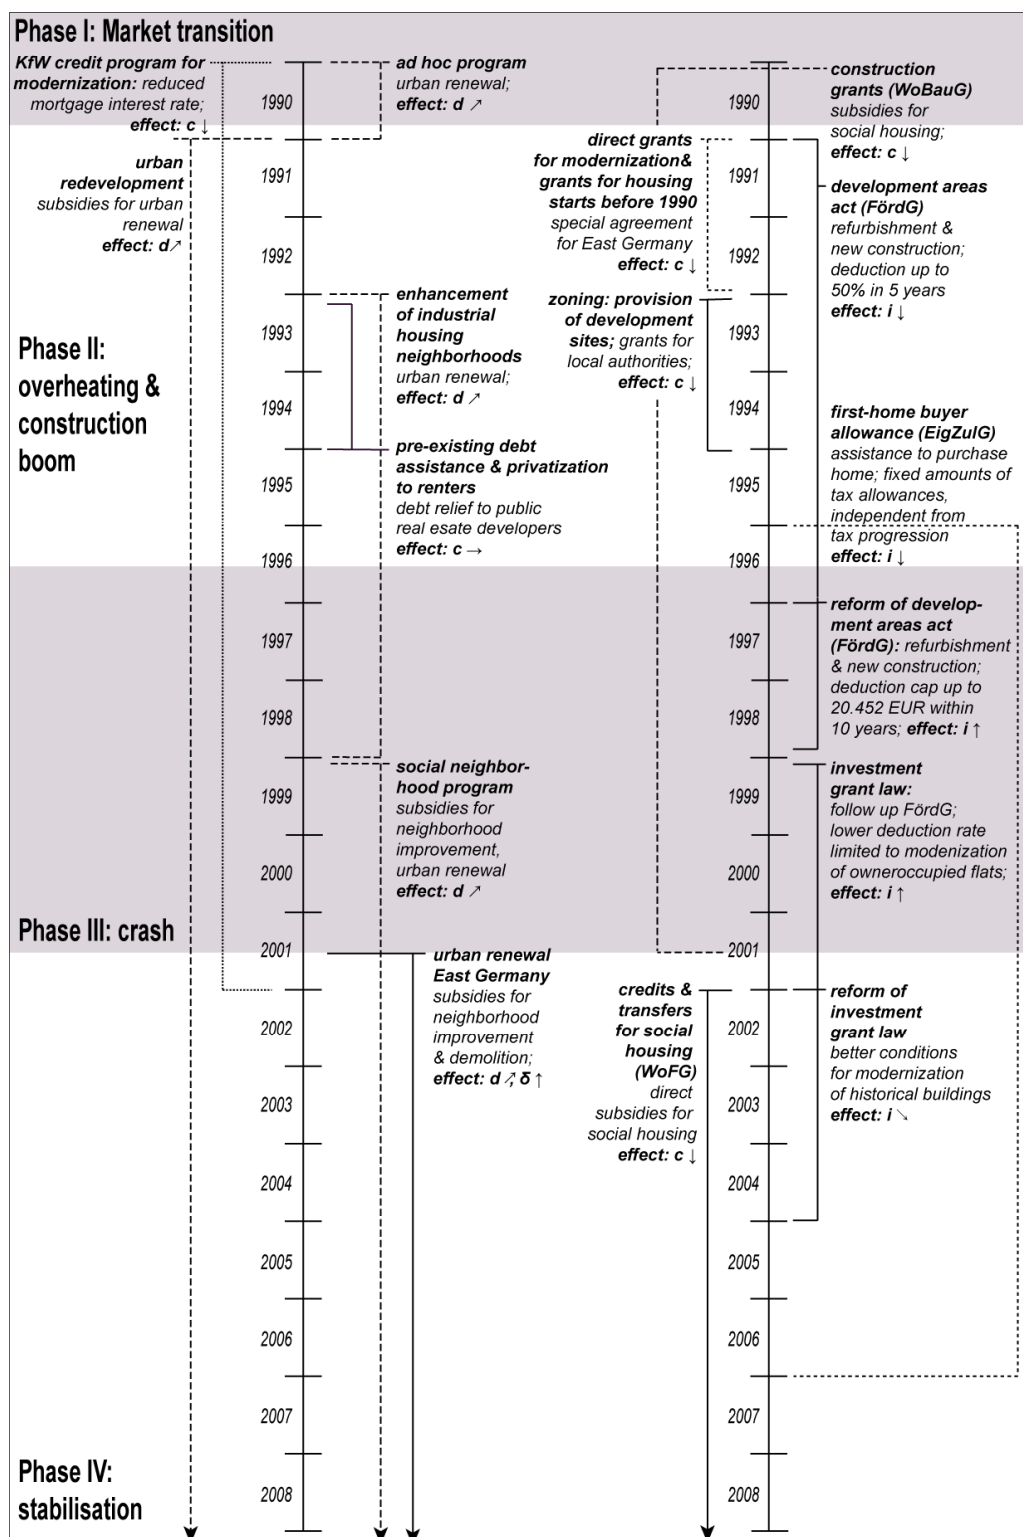 Phase I: Market transition
KfW credit program for
modernization: reduced
mortgage interest rate;
effect: c ↓
ad hoc program
urban renewal;
effect: d ↗
urban
redevelopment
subsidies for urban
renewal
effect: d↗
enhancement
of industrial
housing
neighborhoods
urban renewal;
effect: d ↗
Phase II:
overheating &
construction
boom
pre-existing debt
assistance & privatization
to renters
debt relief to public
real esate developers
effect: c →
social neighbor-
hood program
subsidies for
neighborhood
improvement,
urban renewal
effect: d ↗
Phase III: crash
urban renewal
East Germany
subsidies for
neighborhood
improvement
& demolition;
effect: d ↗, δ ↑
Phase IV:
stabilisation
1990
1991
1992
1993
1994
1995
1996
1997
1998
1999
2000
2001
2002
2003
2004
2005
2006
2007
2008
construction
grants (WoBauG)
subsidies for
social housing;
effect: c ↓
direct grants
for modernization&
grants for housing
starts before 1990
special agreement
for East Germany
effect: c ↓
development areas
act (FördG)
refurbishment &
new construction;
deduction up to
50% in 5 years
effect: i ↓
zoning: provision
of development
sites; grants for
local authorities;
effect: c ↓
first-home buyer
allowance (EigZulG)
assistance to purchase
home; fixed amounts of
tax allowances,
independent from
tax progression
effect: i ↓
reform of develop-
ment areas act
(FördG): refurbishment
& new construction;
deduction cap up to
20.452 EUR within
10 years; effect: i ↑
investment
grant law:
follow up FördG;
lower deduction rate
limited to modenization
of owneroccupied flats;
effect: i ↑
credits &
transfers
for social
housing
(WoFG)
direct
subsidies for
social housing
effect: c ↓
reform of
investment
grant law
better conditions
for modernization
of historical buildings
effect: i ↘
1990
1991
1992
1993
1994
1995
1996
1997
1998
1999
2000
2001
2002
2003
2004
2005
2006
2007
2008